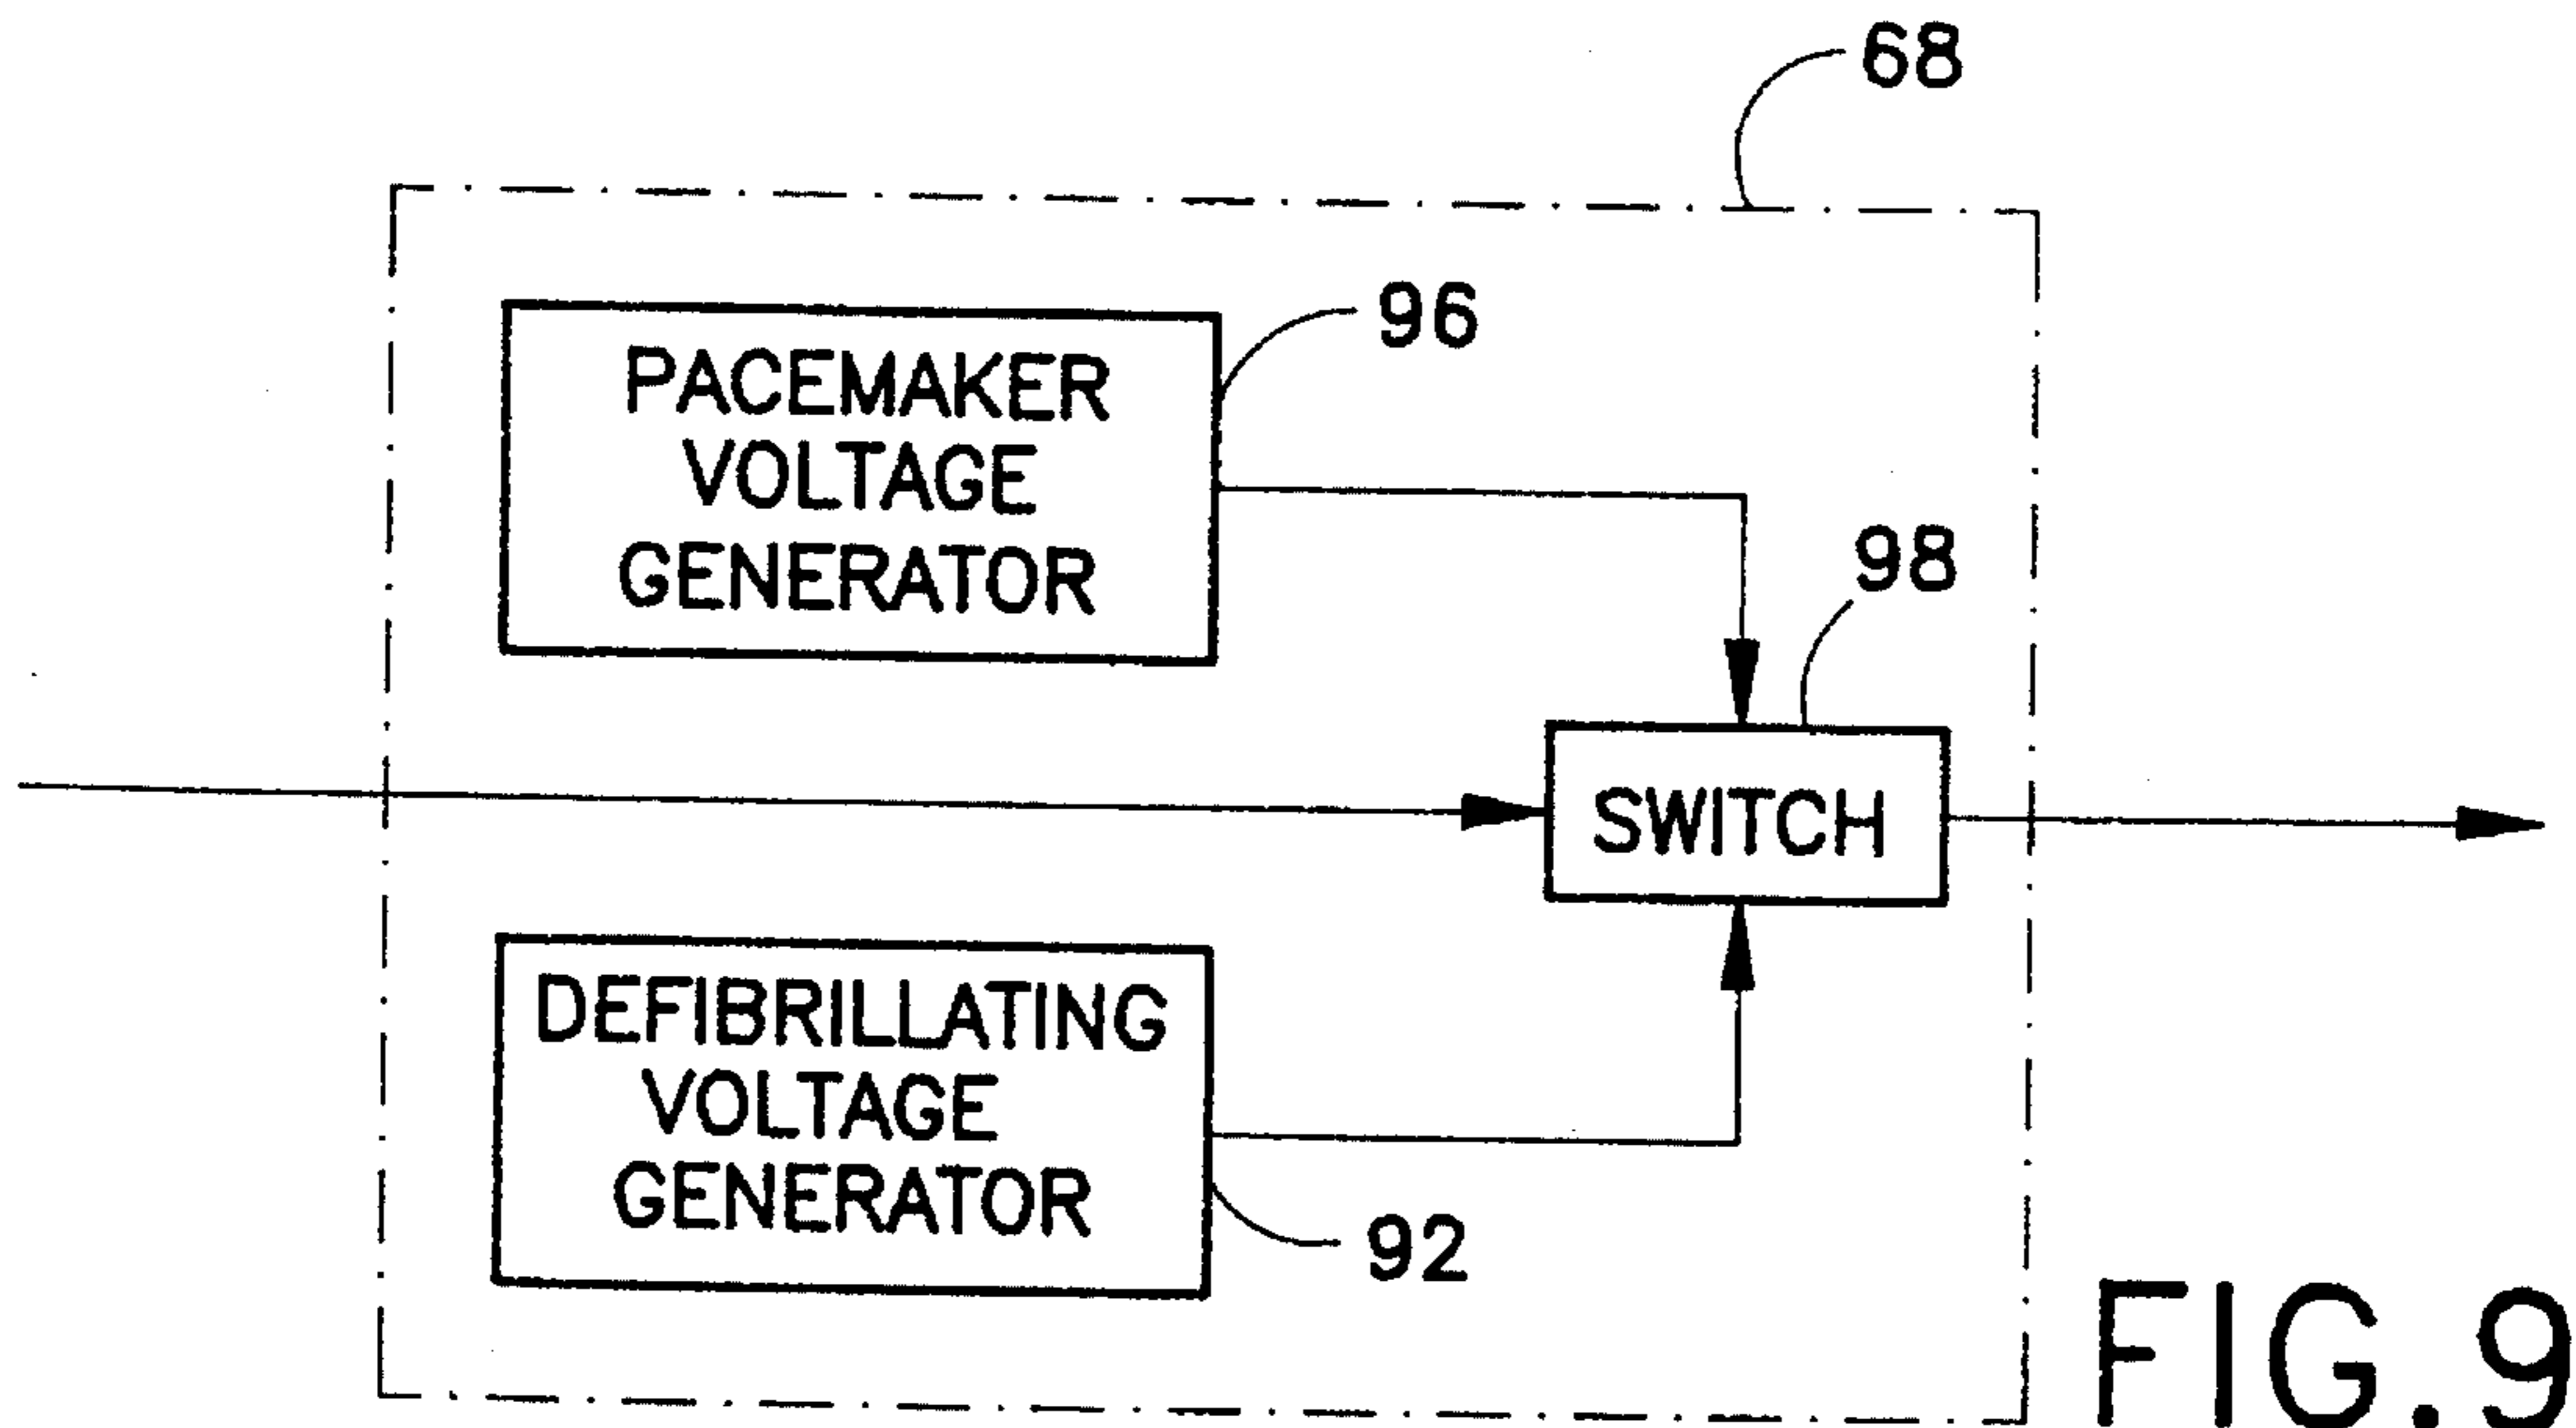 68
96
PACEMAKER
VOLTAGE
GENERATOR
98
SWITCH
DEFIBRILLATING
VOLTAGE
GENERATOR
92
FIG.9